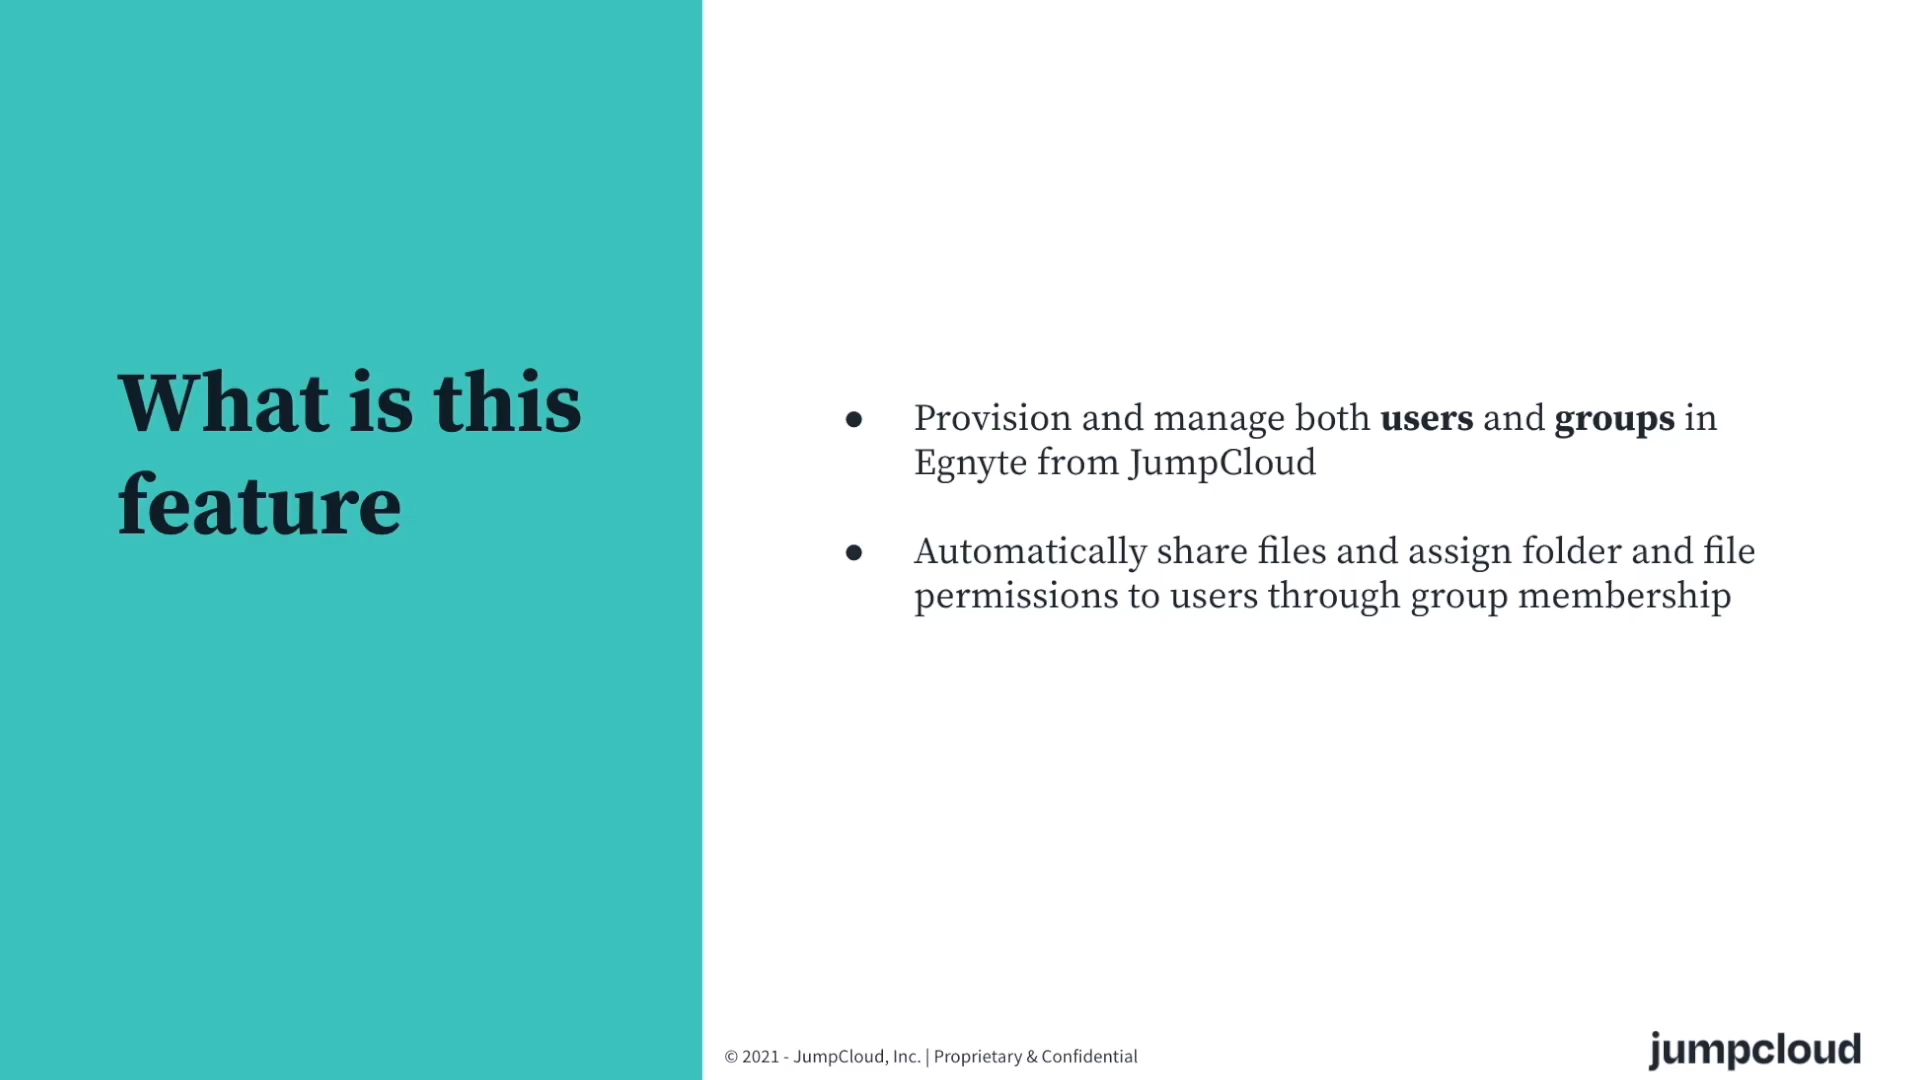 What is this
feature
● Provision and manage both users and groups in
Egnyte from JumpCloud
● Automatically share files and assign folder and file
permissions to users through group membership
© 2021 - JumpCloud, Inc. | Proprietary & Confidential
jumpcloud